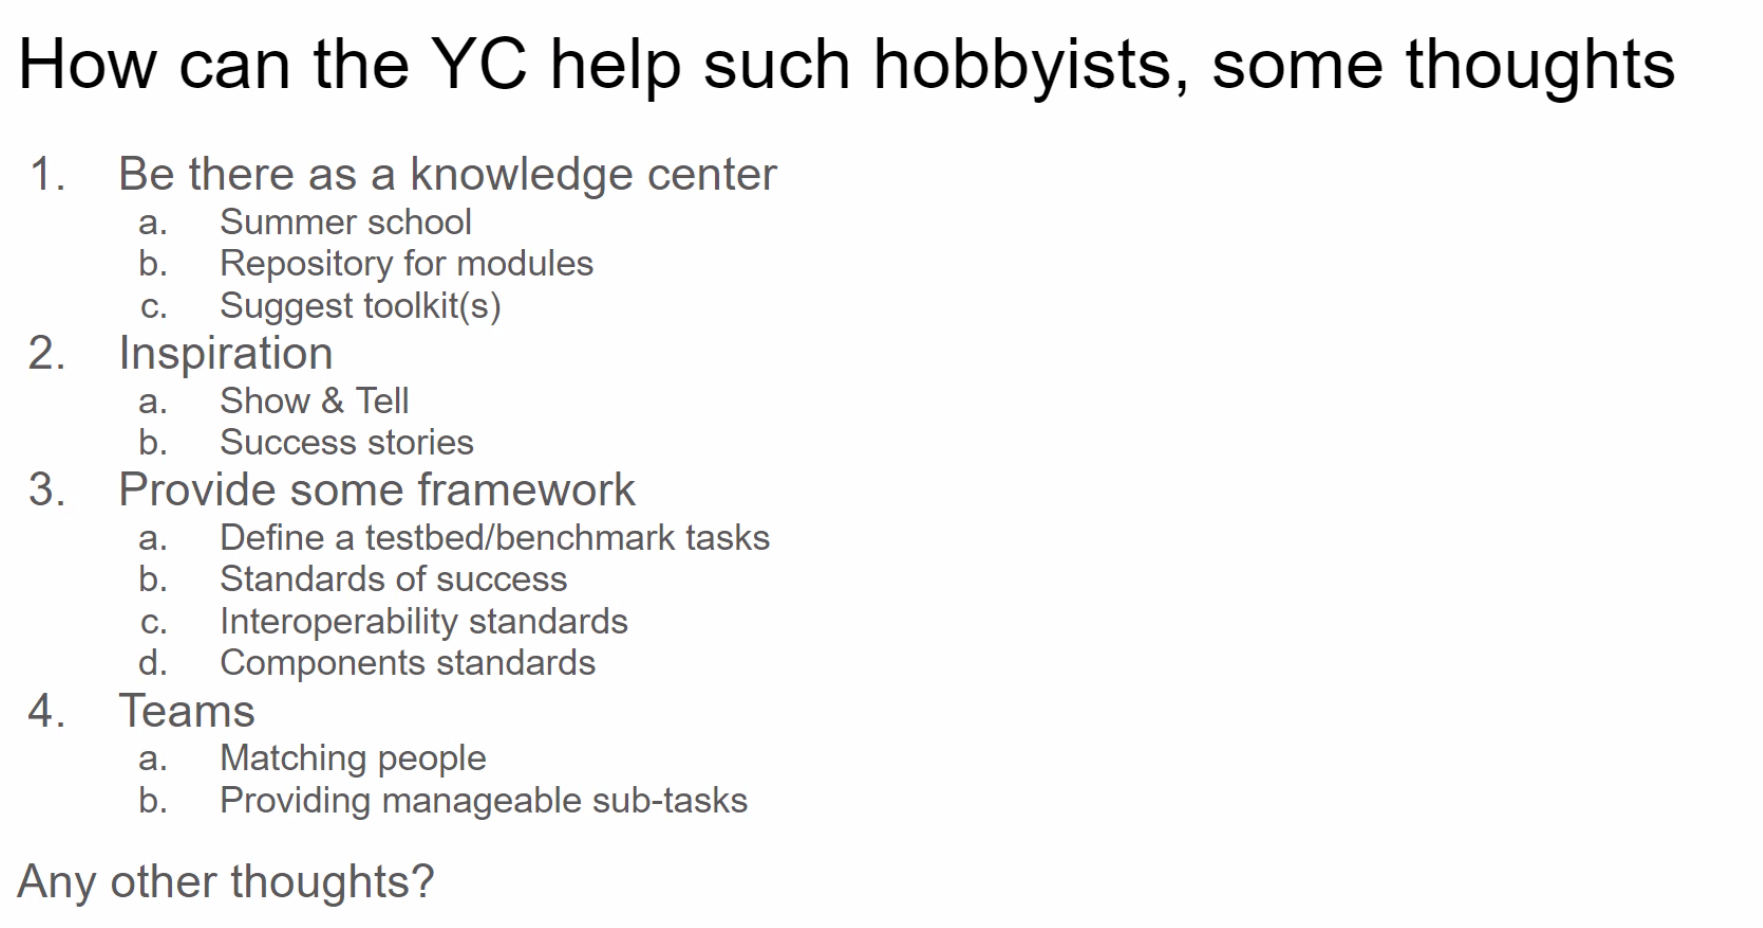 How can the YC help such hobbyists, some thoughts
1. Be there as a knowledge center
a. Summer school
b. Repository for modules
c. Suggest toolkit(s)
2. Inspiration
a. Show & Tell
b. Success stories
3. Provide some framework
a. Define a testbed/benchmark tasks
b. Standards of success
c. Interoperability standards
d. Components standards
4. Teams
a. Matching people
b. Providing manageable sub-tasks
Any other thoughts?